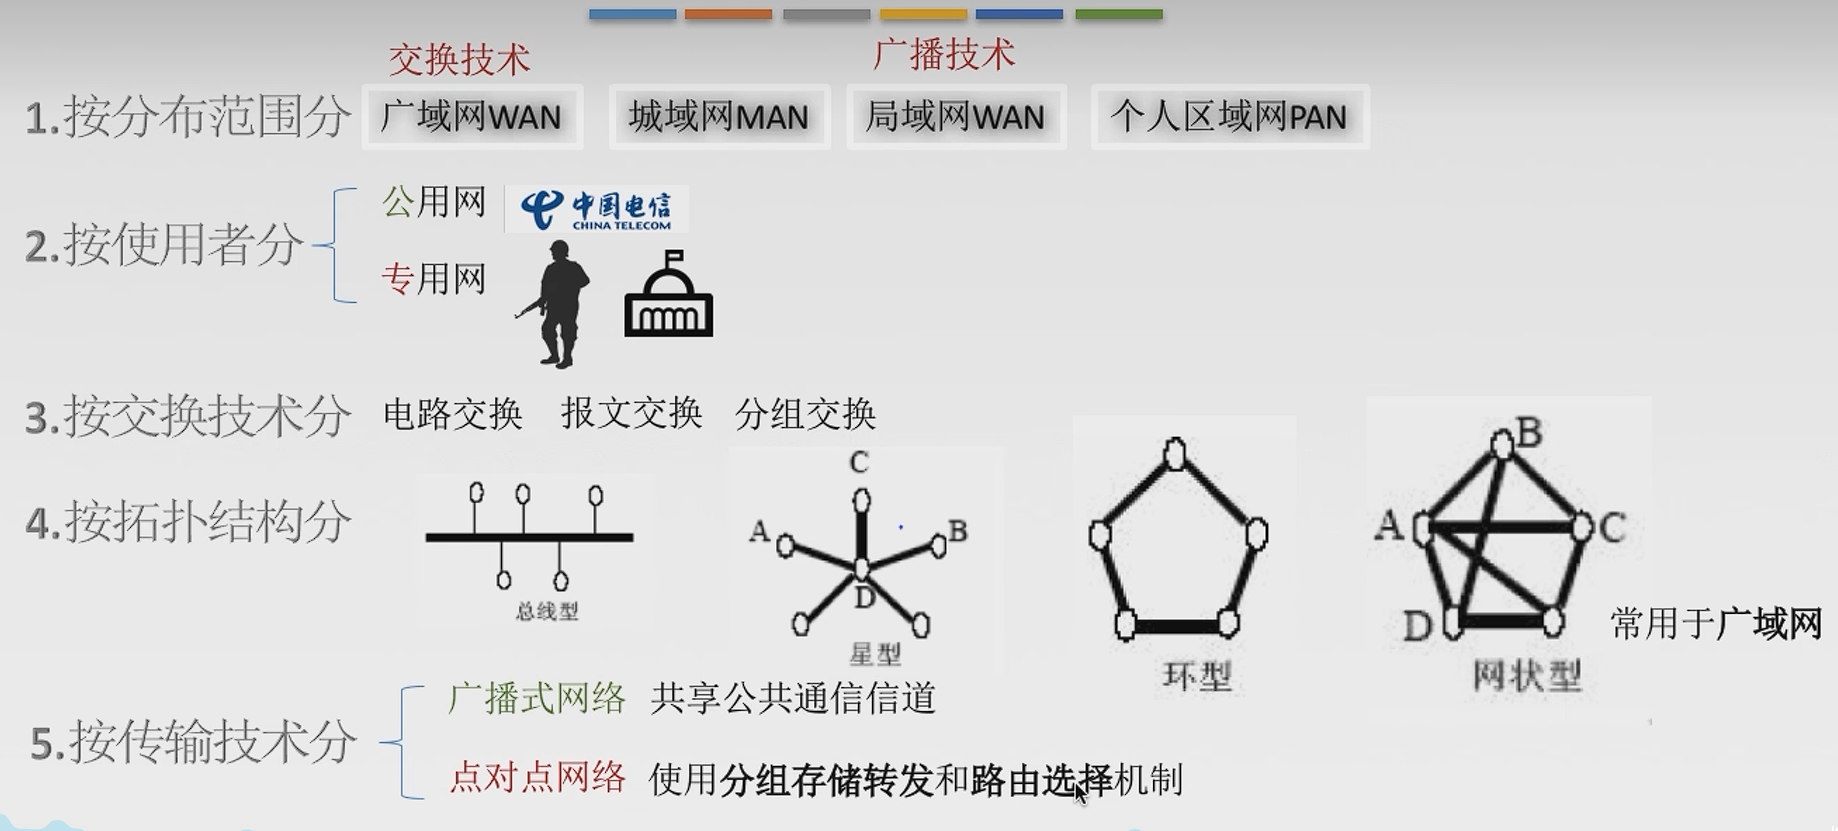 交换技术 广播技术
1.按分布范围分 广域网WAN 城域网MAN 局域网WAN 个人区域网PAN
2.按使用者分
公用网 中国电信 CHINA TELECOM
专用网
3.按交换技术分 电路交换 报文交换 分组交换
4.按拓扑结构分
总线型
C
A B
D
星型
环型
B
A C
D
网状型
常用于广域网
5.按传输技术分
广播式网络 共享公共通信信道
点对点网络 使用分组存储转发和路由选择机制